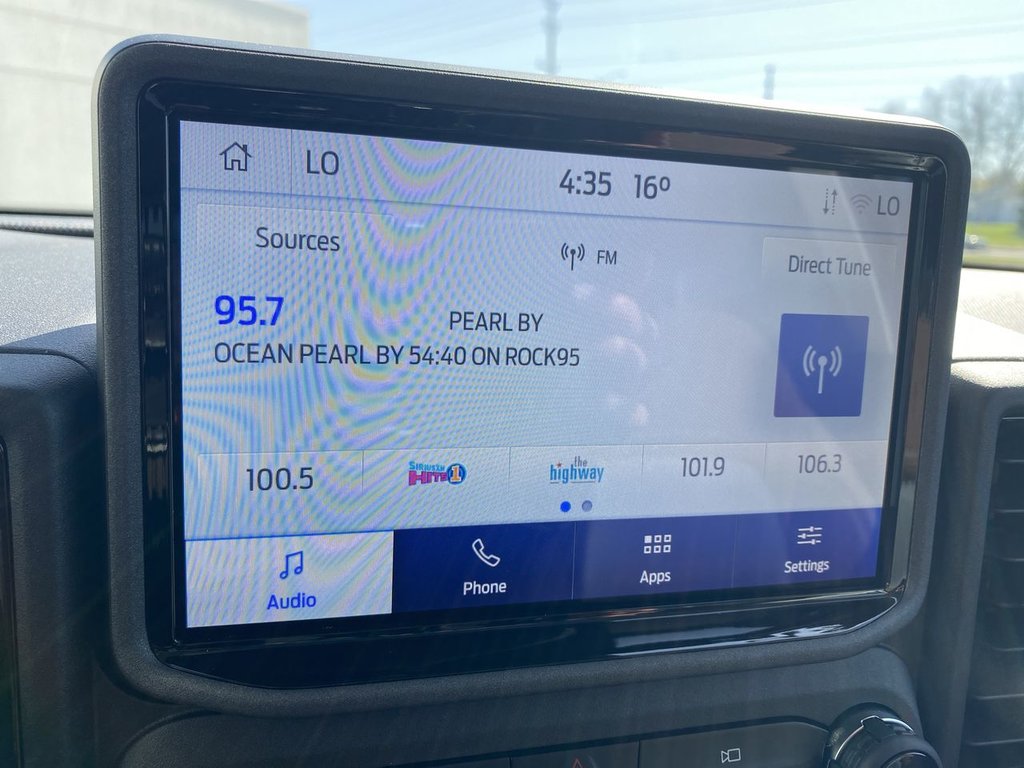 LO 4:35 16° LO
Sources FM Direct Tune
95.7 PEARL BY
OCEAN PEARL BY 54:40 ON ROCK95
100.5 SIRIUSXM HITS 1 the highway 101.9 106.3
Audio Phone Apps Settings